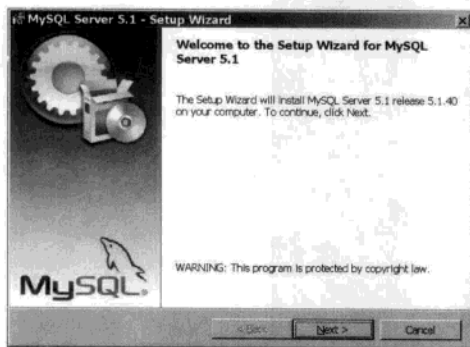 MySQL Server 5.1 - Setup Wizard
Welcome to the Setup Wizard for MySQL
Server 5.1
The Setup Wizard will install MySQL Server 5.1 release 5.1.40
on your computer. To continue, click Next.
WARNING: This program is protected by copyright law.
MySQL.
< Back
Next >
Cancel